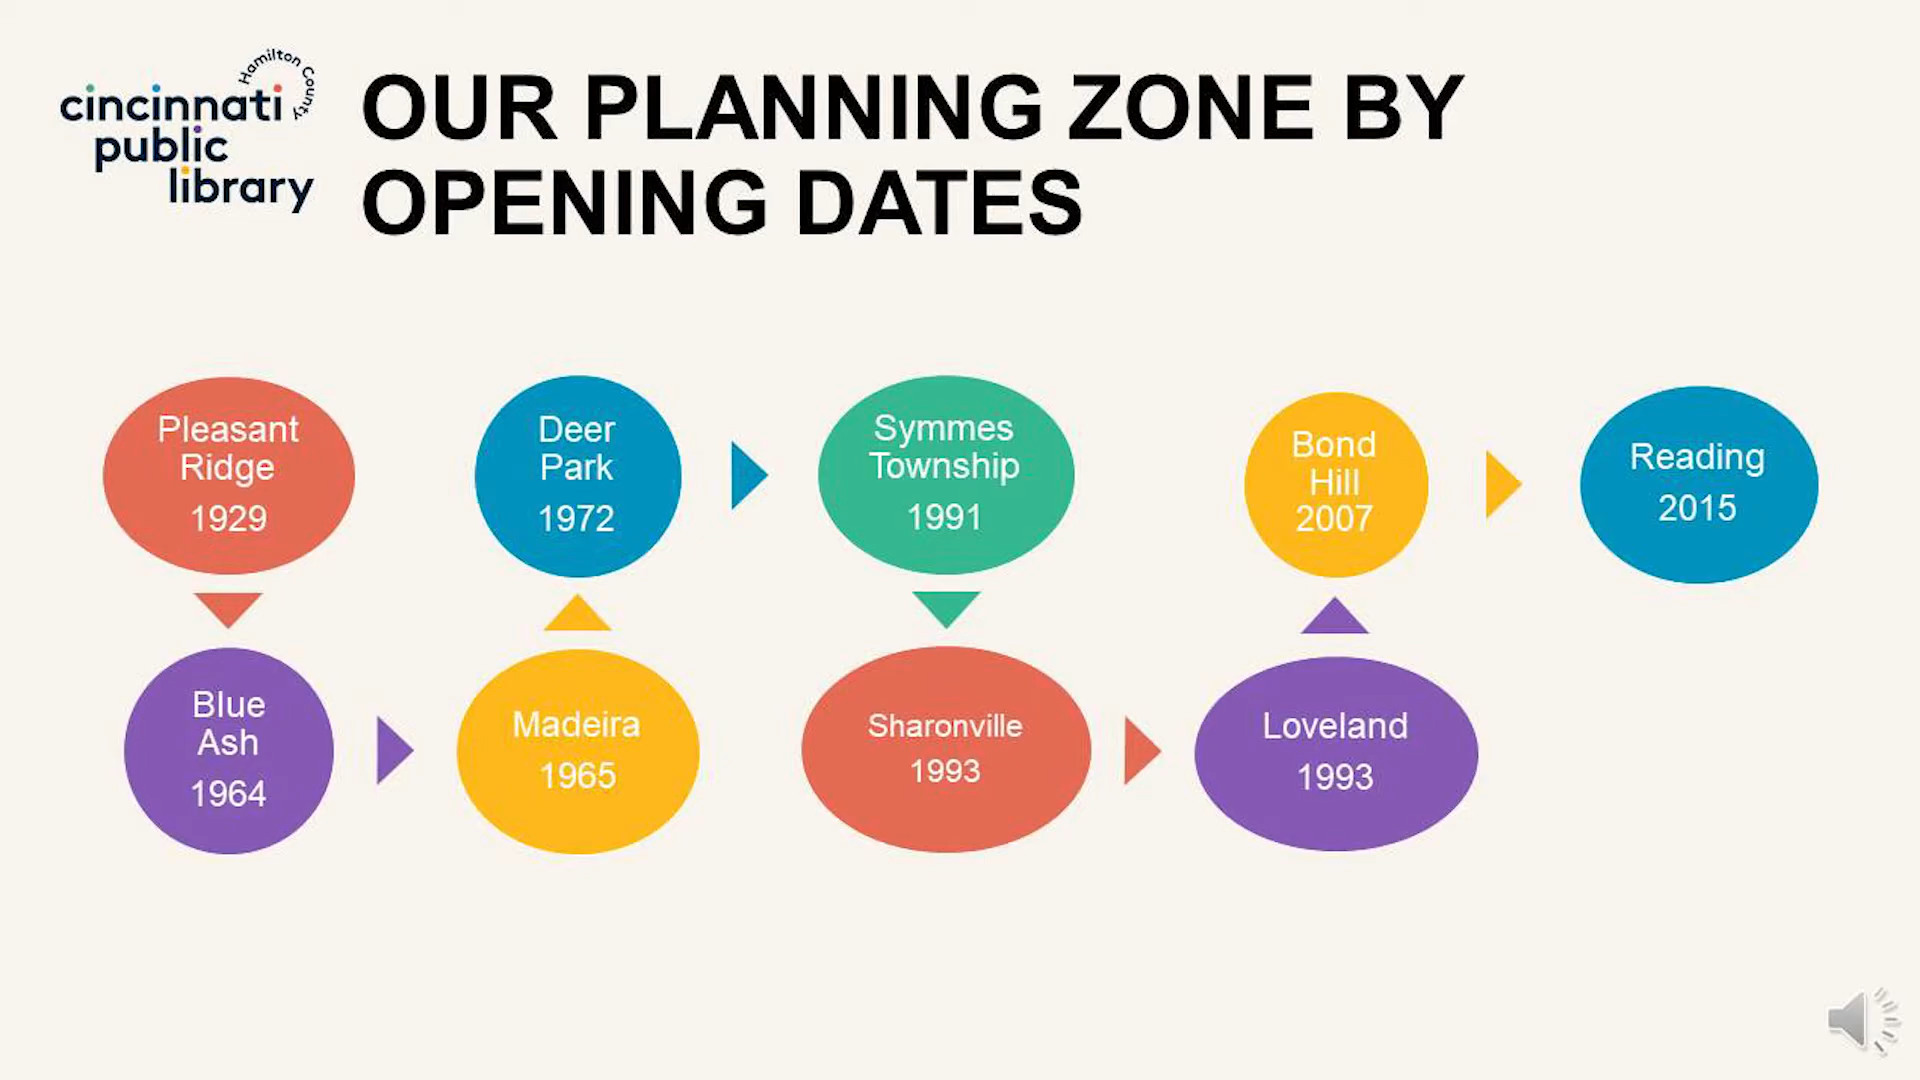 Hamilton County
cincinnati
public
library
OUR PLANNING ZONE BY
OPENING DATES
Pleasant
Ridge
1929
Blue
Ash
1964
Madeira
1965
Deer
Park
1972
Symmes
Township
1991
Sharonville
1993
Loveland
1993
Bond
Hill
2007
Reading
2015